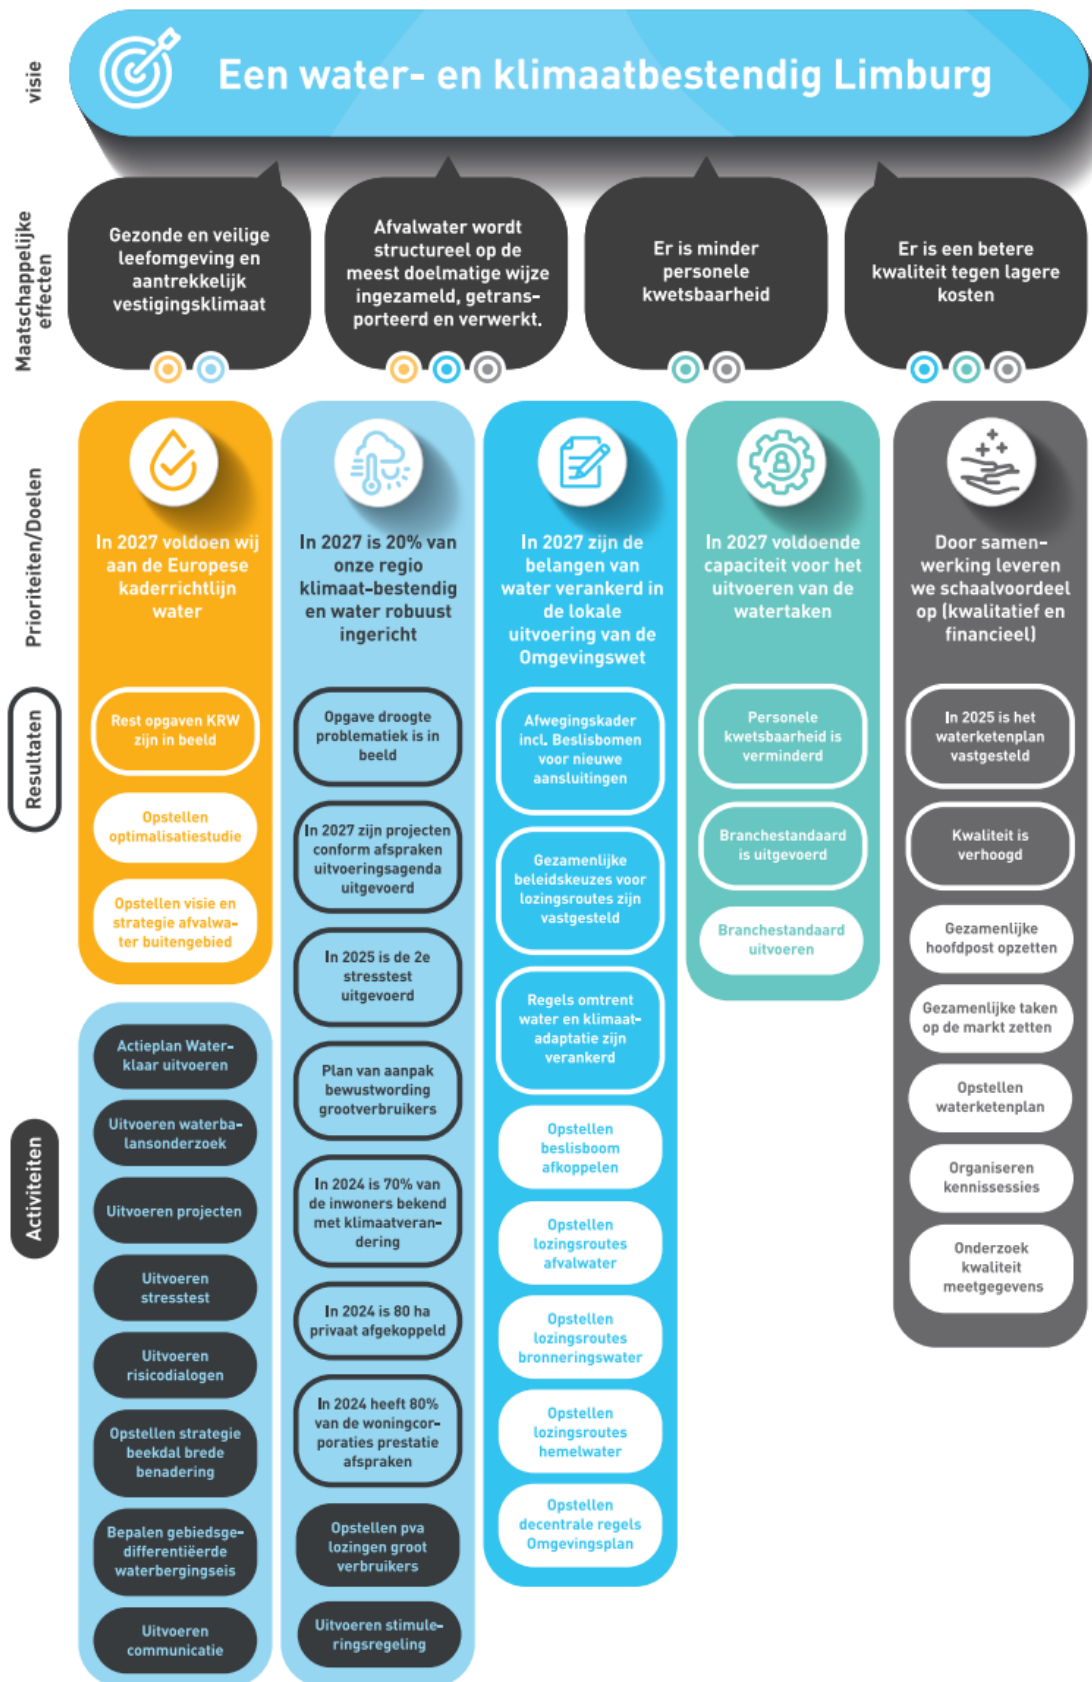 visie
Een water- en klimaatbestendig Limburg
Maatschappelijke
effecten
Gezonde en veilige
leefomgeving en
aantrekkelijk
vestigingsklimaat
Afvalwater wordt
structureel op de
meest doelmatige wijze
ingezameld, getrans-
porteerd en verwerkt.
Er is minder
personele
kwetsbaarheid
Er is een betere
kwaliteit tegen lagere
kosten
Prioriteiten/Doelen
Resultaten
Activiteiten
In 2027 voldoen wij
aan de Europese
kaderrichtlijn
water
Rest opgaven KRW
zijn in beeld
Opstellen
optimalisatiestudie
Opstellen visie en
strategie afvalwa-
ter buitengebied
Actieplan Water-
klaar uitvoeren
Uitvoeren waterba-
lansonderzoek
Uitvoeren projecten
Uitvoeren
stresstest
Uitvoeren
risicodialogen
Opstellen strategie
beekdal brede
benadering
Bepalen gebiedsge-
differentiëerde
waterbergingseis
Uitvoeren
communicatie
In 2027 is 20% van
onze regio
klimaat-bestendig
en water robuust
ingericht
Opgave droogte
problematiek is in
beeld
In 2027 zijn projecten
conform afspraken
uitvoeringsagenda
uitgevoerd
In 2025 is de 2e
stresstest
uitgevoerd
Plan van aanpak
bewustwording
grootverbruikers
In 2024 is 70% van
de inwoners bekend
met klimaatveran-
dering
In 2024 is 80 ha
privaat afgekoppeld
In 2024 heeft 80%
van de woningcor-
poraties prestatie
afspraken
Opstellen pva
lozingen groot
verbruikers
Uitvoeren stimule-
ringsregeling
In 2027 zijn de
belangen van
water verankerd in
de lokale
uitvoering van de
Omgevingswet
Afwegingskader
incl. Beslisbomen
voor nieuwe
aansluitingen
Gezamenlijke
beleidskeuzes voor
lozingsroutes zijn
vastgesteld
Regels omtrent
water en klimaat-
adaptatie zijn
verankerd
Opstellen
beslisboom
afkoppelen
Opstellen
lozingsroutes
afvalwater
Opstellen
lozingsroutes
bronneringswater
Opstellen
lozingsroutes
hemelwater
Opstellen
decentrale regels
Omgevingsplan
In 2027 voldoende
capaciteit voor het
uitvoeren van de
watertaken
Personele
kwetsbaarheid is
verminderd
Branchestandaard
is uitgevoerd
Branchestandaard
uitvoeren
Door samen-
werking leveren
we schaalvoordeel
op (kwalitatief en
financieel)
In 2025 is het
waterketenplan
vastgesteld
Kwaliteit is
verhoogd
Gezamenlijke
hoofdpost opzetten
Gezamenlijke taken
op de markt zetten
Opstellen
waterketenplan
Organiseren
kennissessies
Onderzoek
kwaliteit
meetgegevens